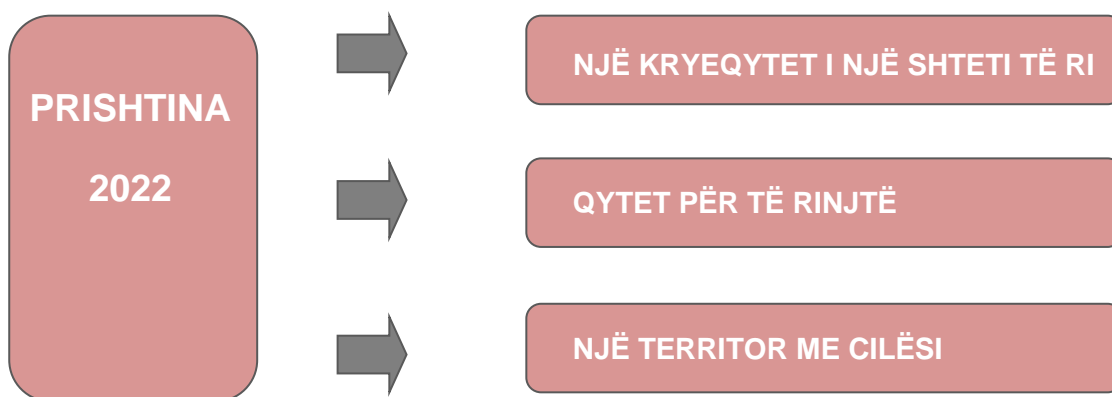 PRISHTINA
2022
NJË KRYEQYTET I NJË SHTETI TË RI
QYTET PËR TË RINJTË
NJË TERRITOR ME CILËSI